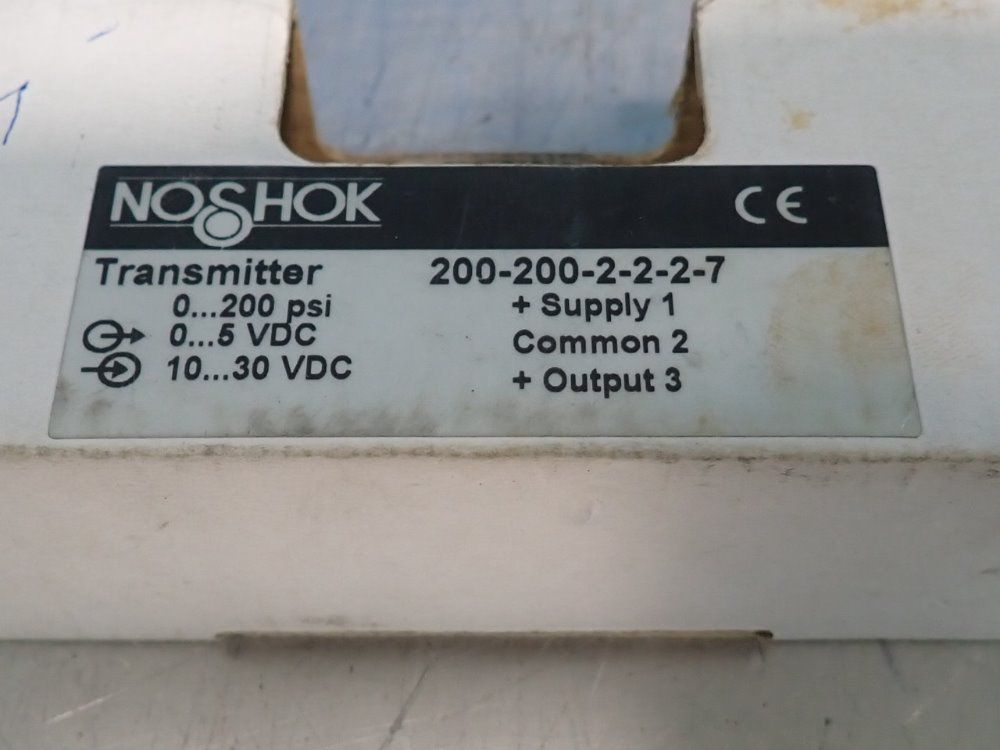 NOSHOK CE
Transmitter 200-200-2-2-2-7
0...200 psi + Supply 1
0...5 VDC Common 2
10...30 VDC + Output 3